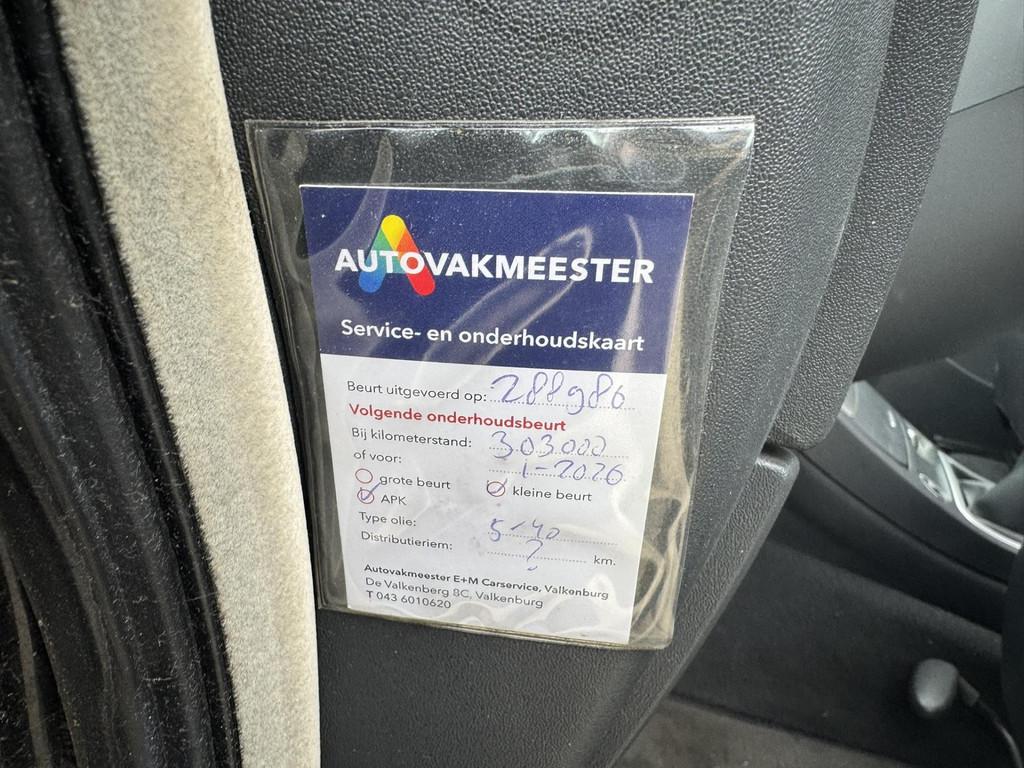 AUTOVAKMEESTER
Service- en onderhoudskaart
Beurt uitgevoerd op: 288986
Volgende onderhoudsbeurt
Bij kilometerstand: 303000
of voor: 1-2026
grote beurt kleine beurt
APK
Type olie: 5-40
Distributieriem: ? km.
Autovakmeester E+M Carservice, Valkenburg
De Valkenberg 8C, Valkenburg
T 043 6010620